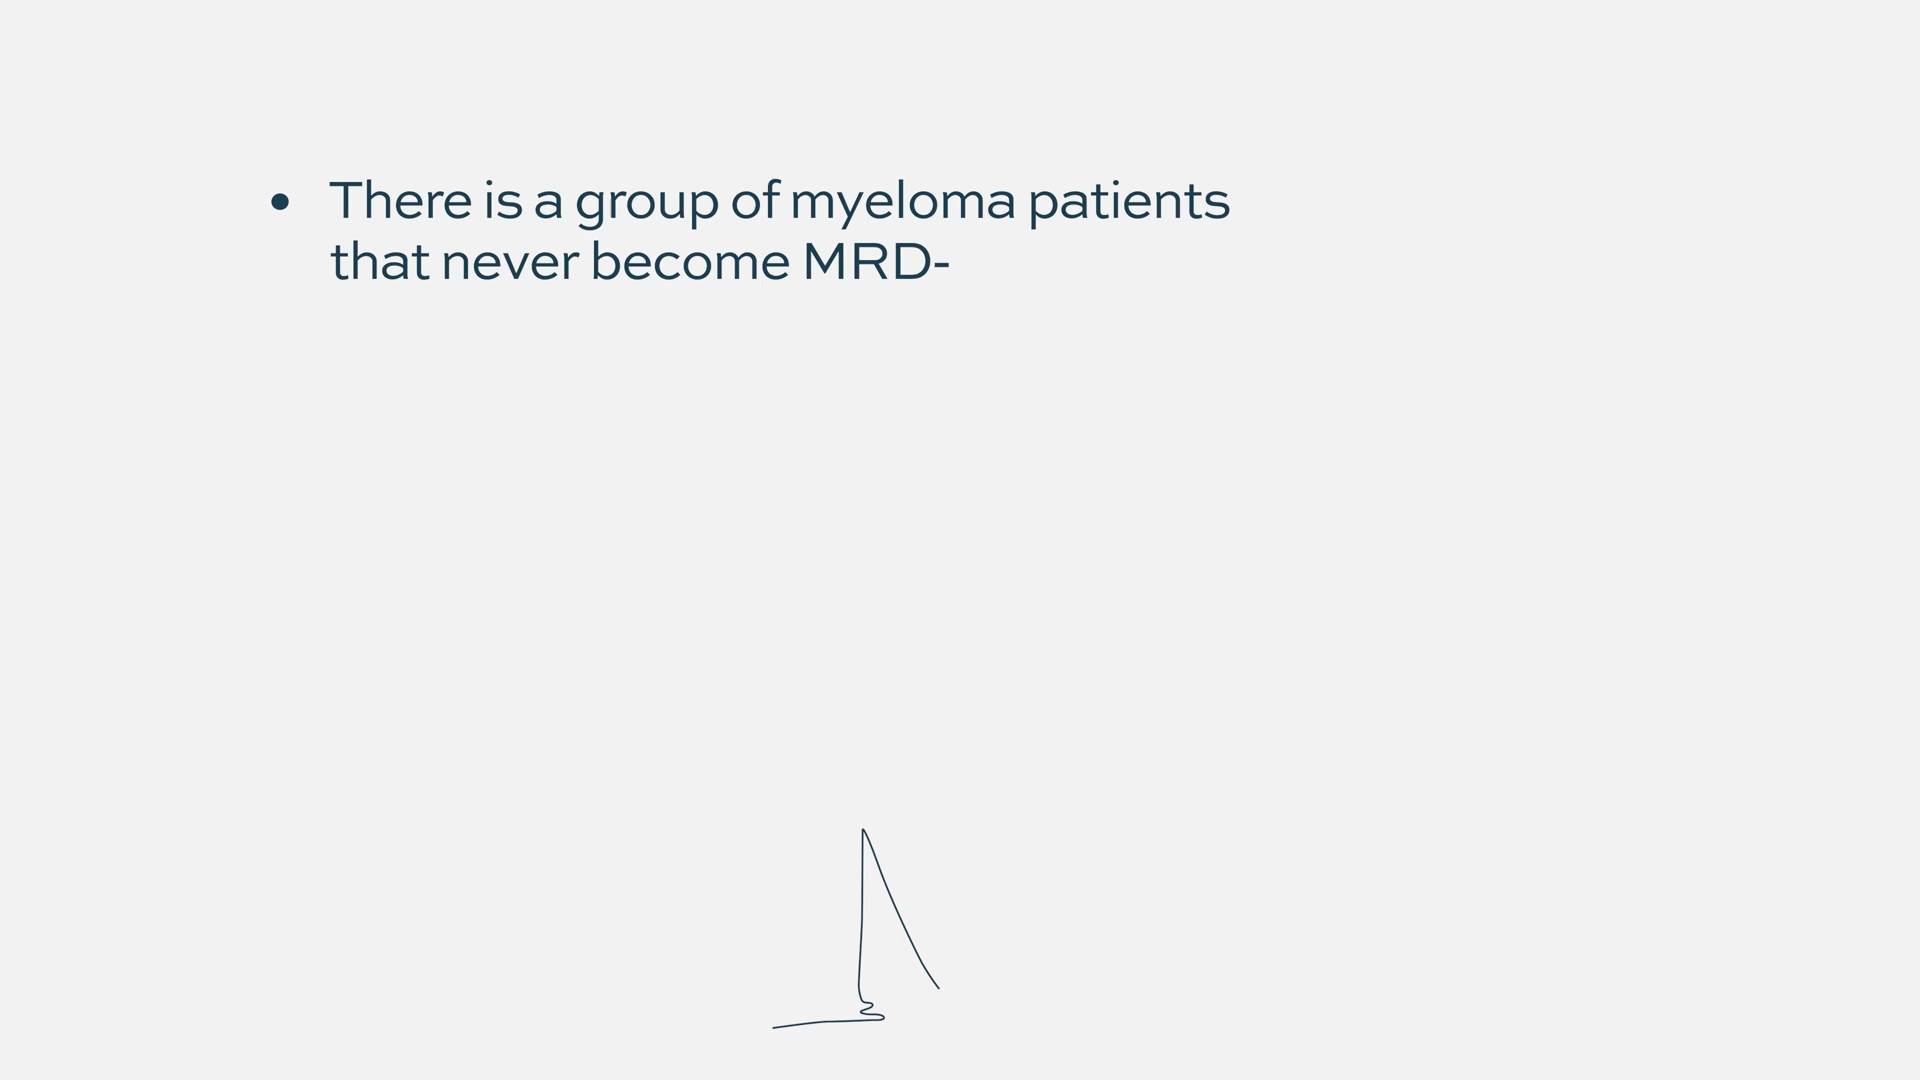 • There is a group of myeloma patients
that never become MRD-